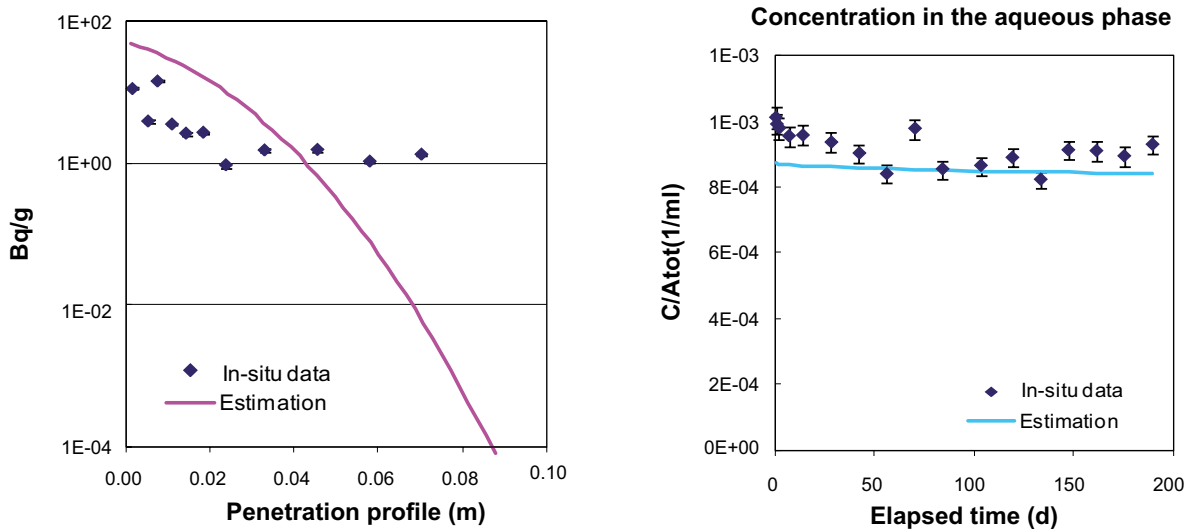 1E+02
1E+00
1E-02
1E-04
Bq/g
In-situ data
Estimation
0.00 0.02 0.04 0.06 0.08 0.10
Penetration profile (m)
Concentration in the aqueous phase
1E-03
1E-03
8E-04
6E-04
4E-04
2E-04
0E+00
C/Atot(1/ml)
In-situ data
Estimation
0 50 100 150 200
Elapsed time (d)